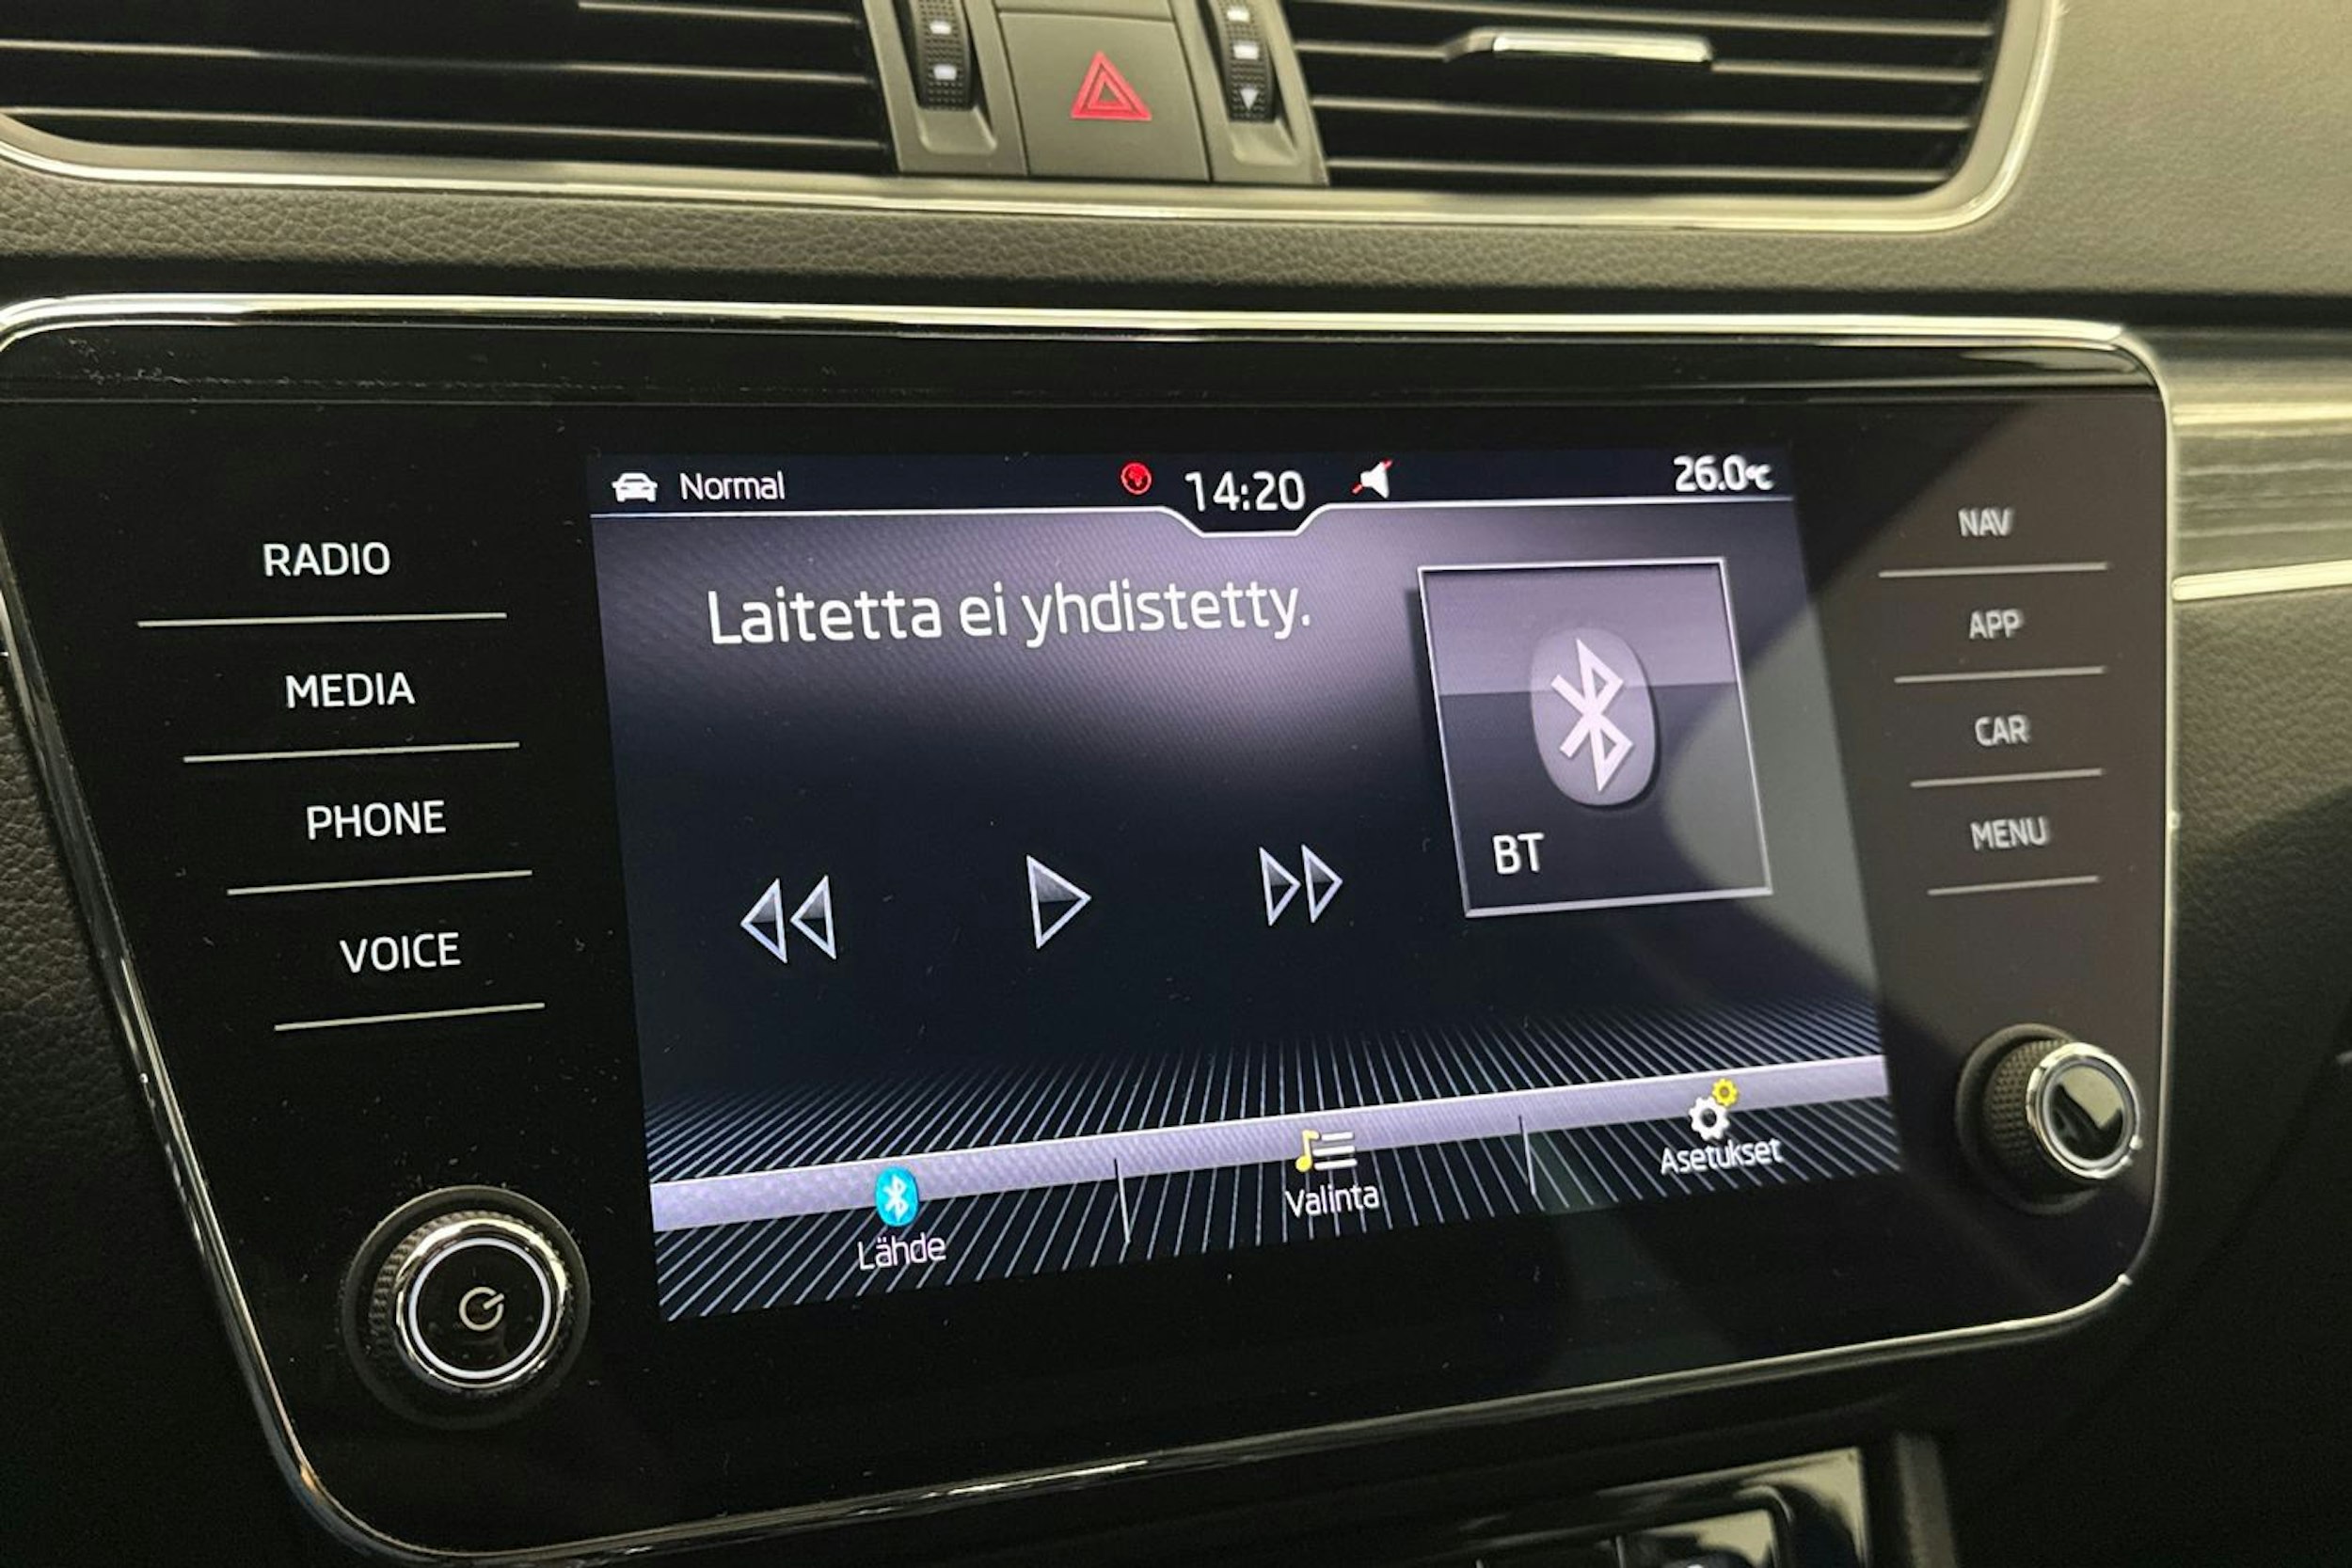 Normal
14:20
26.0°C
RADIO
MEDIA
PHONE
VOICE
Laitetta ei yhdistetty.
BT
Lähde
Valinta
Asetukset
NAV
APP
CAR
MENU